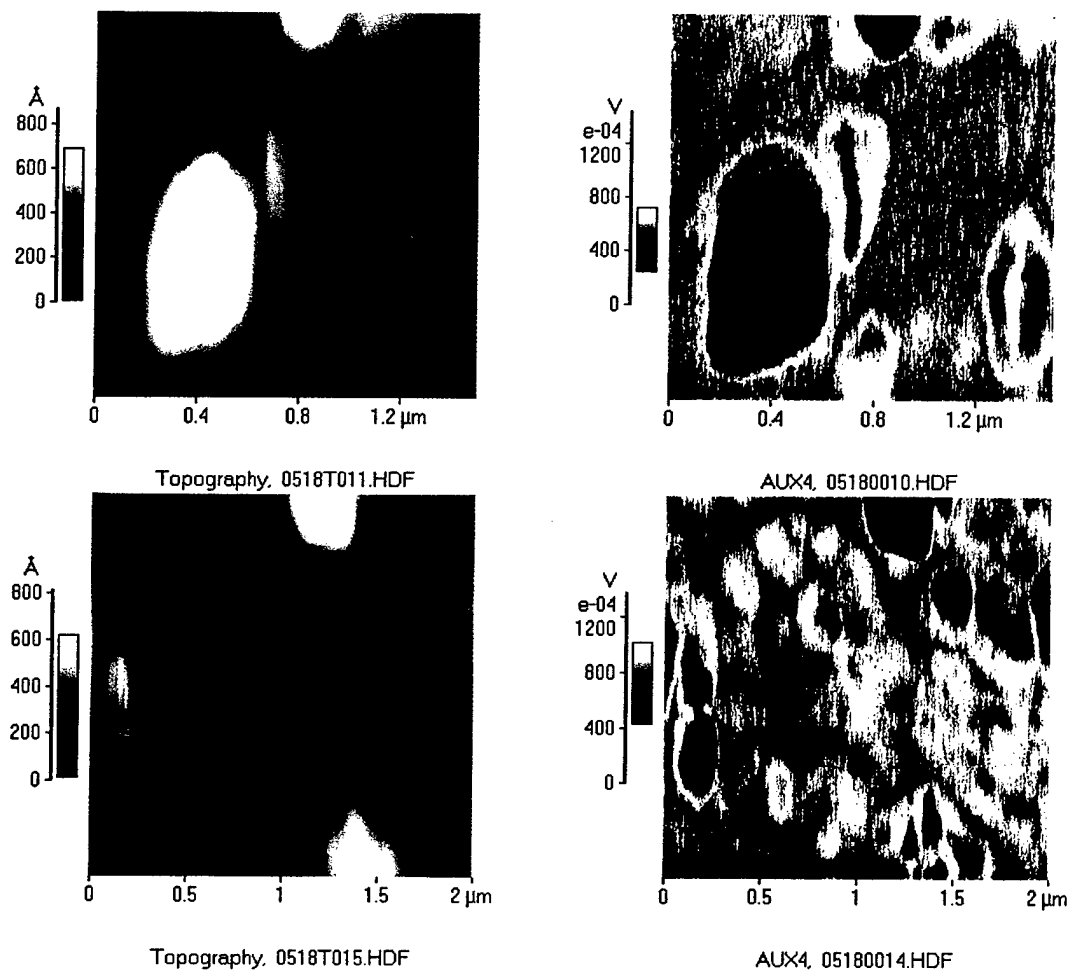 Å
800
600
400
200
0
0 0.4 0.8 1.2 µm
Topography, 0518T011.HDF
V
e-04
1200
800
400
0
0 0.4 0.8 1.2 µm
AUX4, 05180010.HDF
Å
800
600
400
200
0
0 0.5 1 1.5 2 µm
Topography, 0518T015.HDF
V
e-04
1200
800
400
0
0 0.5 1 1.5 2 µm
AUX4, 05180014.HDF